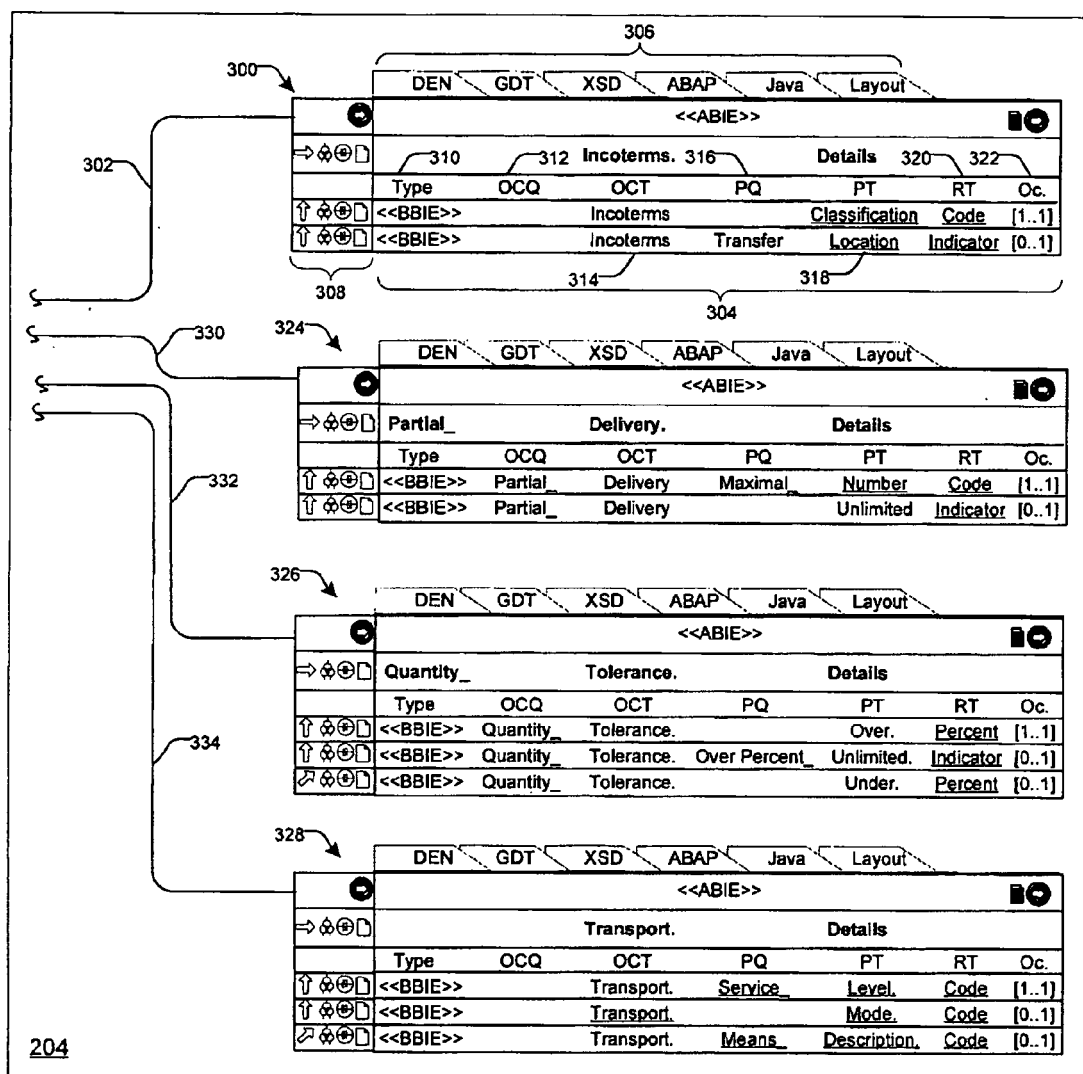 306
300
DEN GDT XSD ABAP Java Layout
<<ABIE>>
302
310 312 Incoterms. 316 Details 320 322
Type OCQ OCT PQ PT RT Oc.
<<BBIE>> Incoterms Classification Code [1..1]
<<BBIE>> Incoterms Transfer Location Indicator [0..1]
308 314 318
304
330 324
DEN GDT XSD ABAP Java Layout
<<ABIE>>
Partial_ Delivery. Details
Type OCQ OCT PQ PT RT Oc.
332
<<BBIE>> Partial_ Delivery Maximal_ Number Code [1..1]
<<BBIE>> Partial_ Delivery Unlimited Indicator [0..1]
326
DEN GDT XSD ABAP Java Layout
<<ABIE>>
Quantity_ Tolerance. Details
Type OCQ OCT PQ PT RT Oc.
334
<<BBIE>> Quantity_ Tolerance. Over. Percent [1..1]
<<BBIE>> Quantity_ Tolerance. Over Percent_ Unlimited. Indicator [0..1]
<<BBIE>> Quantity_ Tolerance. Under. Percent [0..1]
328
DEN GDT XSD ABAP Java Layout
<<ABIE>>
Transport. Details
Type OCQ OCT PQ PT RT Oc.
<<BBIE>> Transport. Service_ Level. Code [1..1]
<<BBIE>> Transport. Mode. Code [0..1]
<<BBIE>> Transport. Means_ Description. Code [0..1]
204